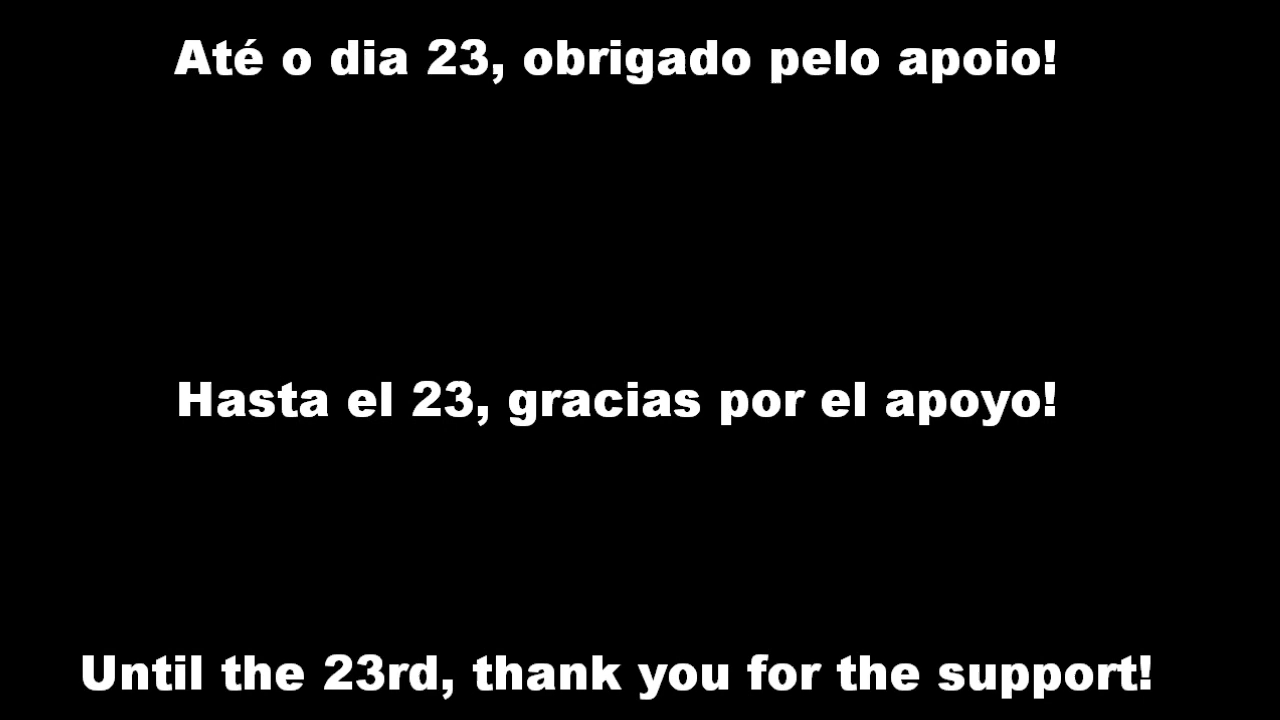 Até o dia 23, obrigado pelo apoio!
Hasta el 23, gracias por el apoyo!
Until the 23rd, thank you for the support!